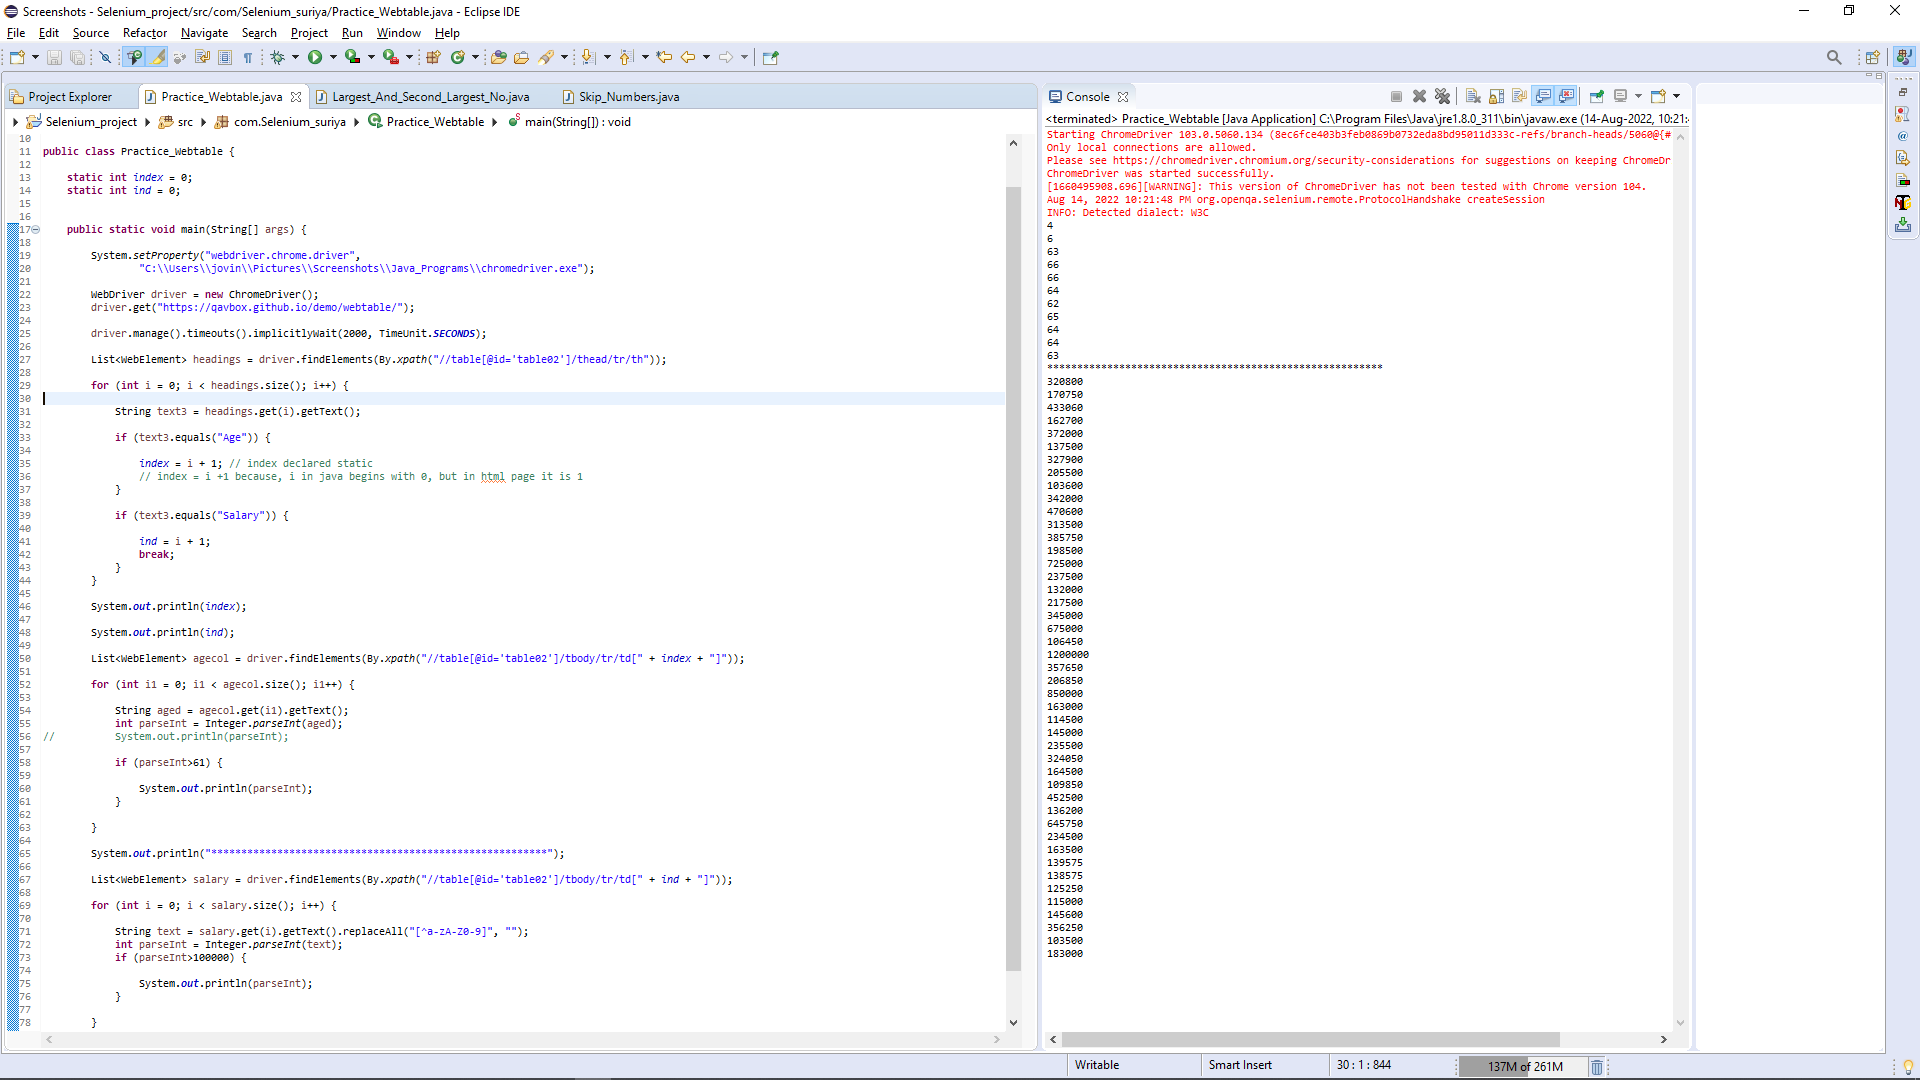 Screenshots - Selenium_project/src/com/Selenium_suriya/Practice_Webtable.java - Eclipse IDE
File Edit Source Refactor Navigate Search Project Run Window Help
Project Explorer
Practice_Webtable.java
Largest_And_Second_Largest_No.java
Skip_Numbers.java
Selenium_project src com.Selenium_suriya Practice_Webtable main(String[]) : void
10
11 public class Practice_Webtable {
12
13 static int index = 0;
14 static int ind = 0;
15
16
17 public static void main(String[] args) {
18
19 System.setProperty("webdriver.chrome.driver",
20 "C:\\Users\\jovin\\Pictures\\Screenshots\\Java_Programs\\chromedriver.exe");
21
22 WebDriver driver = new ChromeDriver();
23 driver.get("https://qavbox.github.io/demo/webtable/");
24
25 driver.manage().timeouts().implicitlyWait(2000, TimeUnit.SECONDS);
26
27 List<WebElement> headings = driver.findElements(By.xpath("//table[@id='table02']/thead/tr/th"));
28
29 for (int i = 0; i < headings.size(); i++) {
30
31 String text3 = headings.get(i).getText();
32
33 if (text3.equals("Age")) {
34
35 index = i + 1; // index declared static
36 // index = i +1 because, i in java begins with 0, but in html page it is 1
37 }
38
39 if (text3.equals("Salary")) {
40
41 ind = i + 1;
42 break;
43 }
44 }
45
46 System.out.println(index);
47
48 System.out.println(ind);
49
50 List<WebElement> agecol = driver.findElements(By.xpath("//table[@id='table02']/tbody/tr/td[" + index + "]"));
51
52 for (int i1 = 0; i1 < agecol.size(); i1++) {
53
54 String aged = agecol.get(i1).getText();
55 int parseInt = Integer.parseInt(aged);
56 // System.out.println(parseInt);
57
58 if (parseInt>61) {
59
60 System.out.println(parseInt);
61 }
62
63 }
64
65 System.out.println("********************************************************");
66
67 List<WebElement> salary = driver.findElements(By.xpath("//table[@id='table02']/tbody/tr/td[" + ind + "]"));
68
69 for (int i = 0; i < salary.size(); i++) {
70
71 String text = salary.get(i).getText().replaceAll("[^a-zA-Z0-9]", "");
72 int parseInt = Integer.parseInt(text);
73 if (parseInt>100000) {
74
75 System.out.println(parseInt);
76 }
77
78 }
Console
<terminated> Practice_Webtable [Java Application] C:\Program Files\Java\jre1.8.0_311\bin\javaw.exe (14-Aug-2022, 10:21:
Starting ChromeDriver 103.0.5060.134 (8ec6fce403b3feb0869b0732eda8bd95011d333c-refs/branch-heads/5060@{#
Only local connections are allowed.
Please see https://chromedriver.chromium.org/security-considerations for suggestions on keeping ChromeDr
ChromeDriver was started successfully.
[1660495908.696][WARNING]: This version of ChromeDriver has not been tested with Chrome version 104.
Aug 14, 2022 10:21:48 PM org.openqa.selenium.remote.ProtocolHandshake createSession
INFO: Detected dialect: W3C
4
6
63
66
66
64
62
65
64
64
63
********************************************************
320800
170750
433060
162700
372000
137500
327900
205500
103600
342000
470600
313500
385750
198500
725000
237500
132000
217500
345000
675000
106450
1200000
357650
206850
850000
163000
114500
145000
235500
324050
164500
109850
452500
136200
645750
234500
163500
139575
138575
125250
115000
145600
356250
103500
183000
Writable
Smart Insert
30 : 1 : 844
137M of 261M